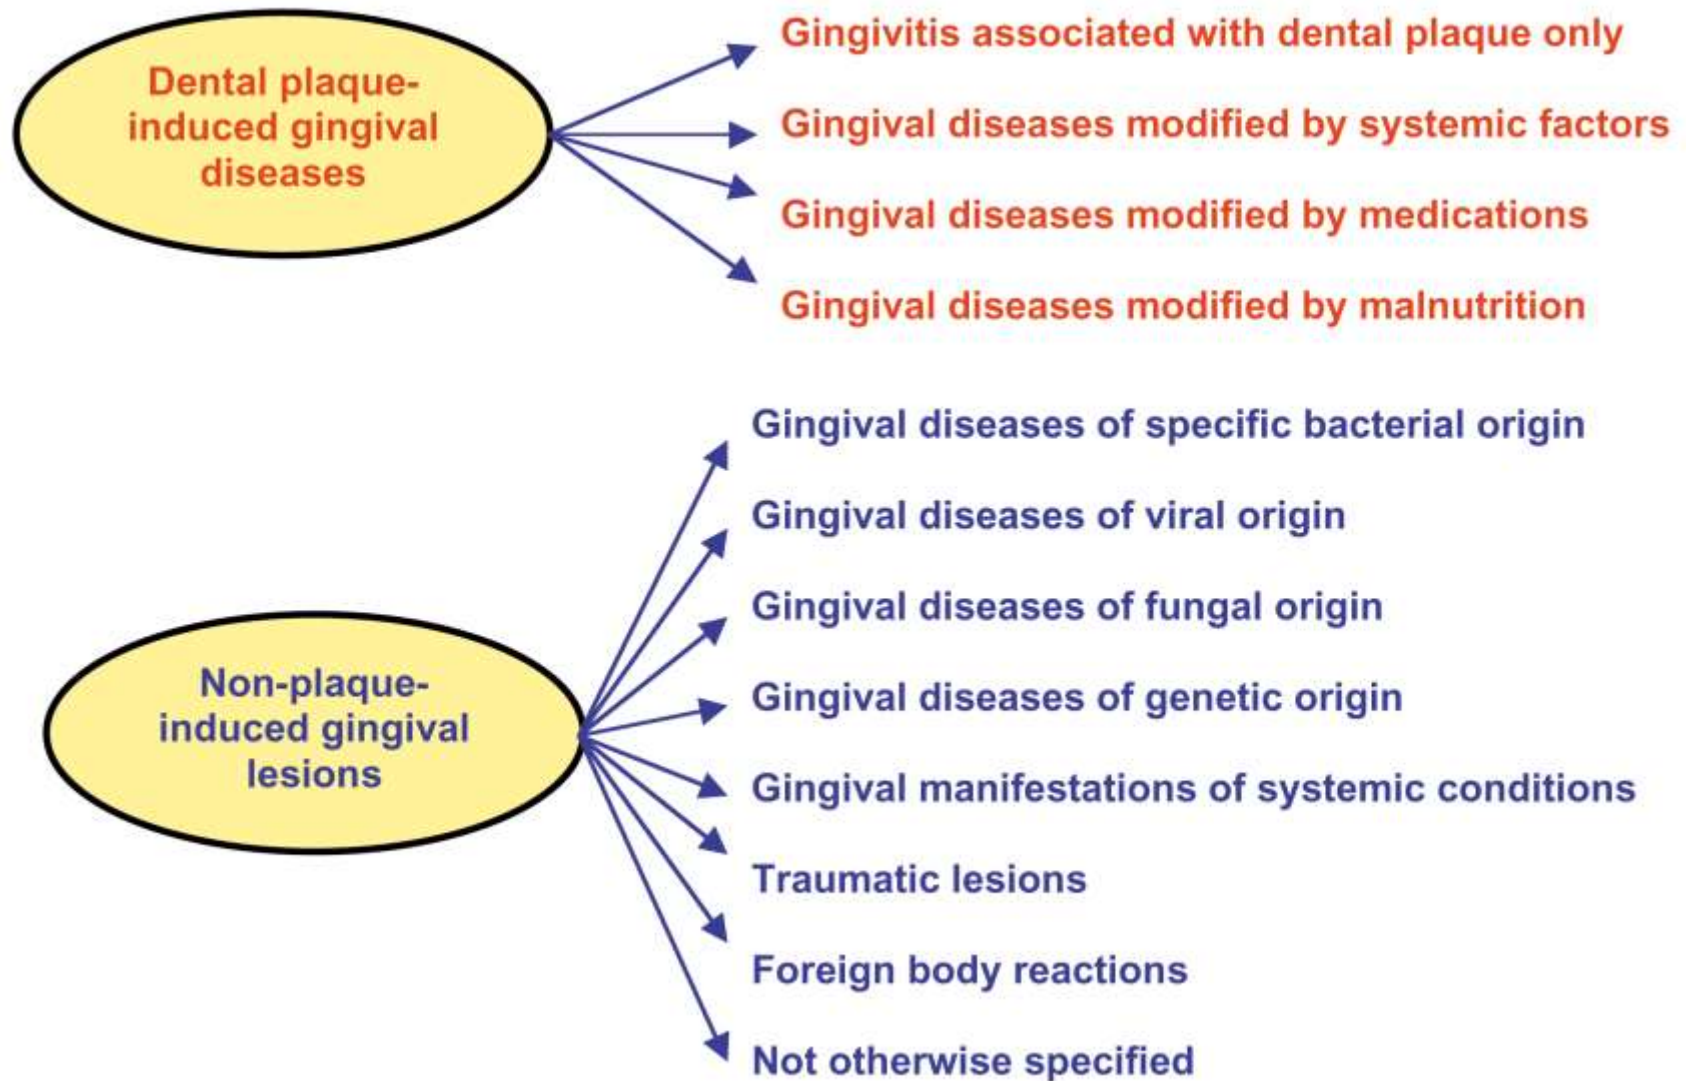 Dental plaque-
induced gingival
diseases
Gingivitis associated with dental plaque only
Gingival diseases modified by systemic factors
Gingival diseases modified by medications
Gingival diseases modified by malnutrition
Non-plaque-
induced gingival
lesions
Gingival diseases of specific bacterial origin
Gingival diseases of viral origin
Gingival diseases of fungal origin
Gingival diseases of genetic origin
Gingival manifestations of systemic conditions
Traumatic lesions
Foreign body reactions
Not otherwise specified